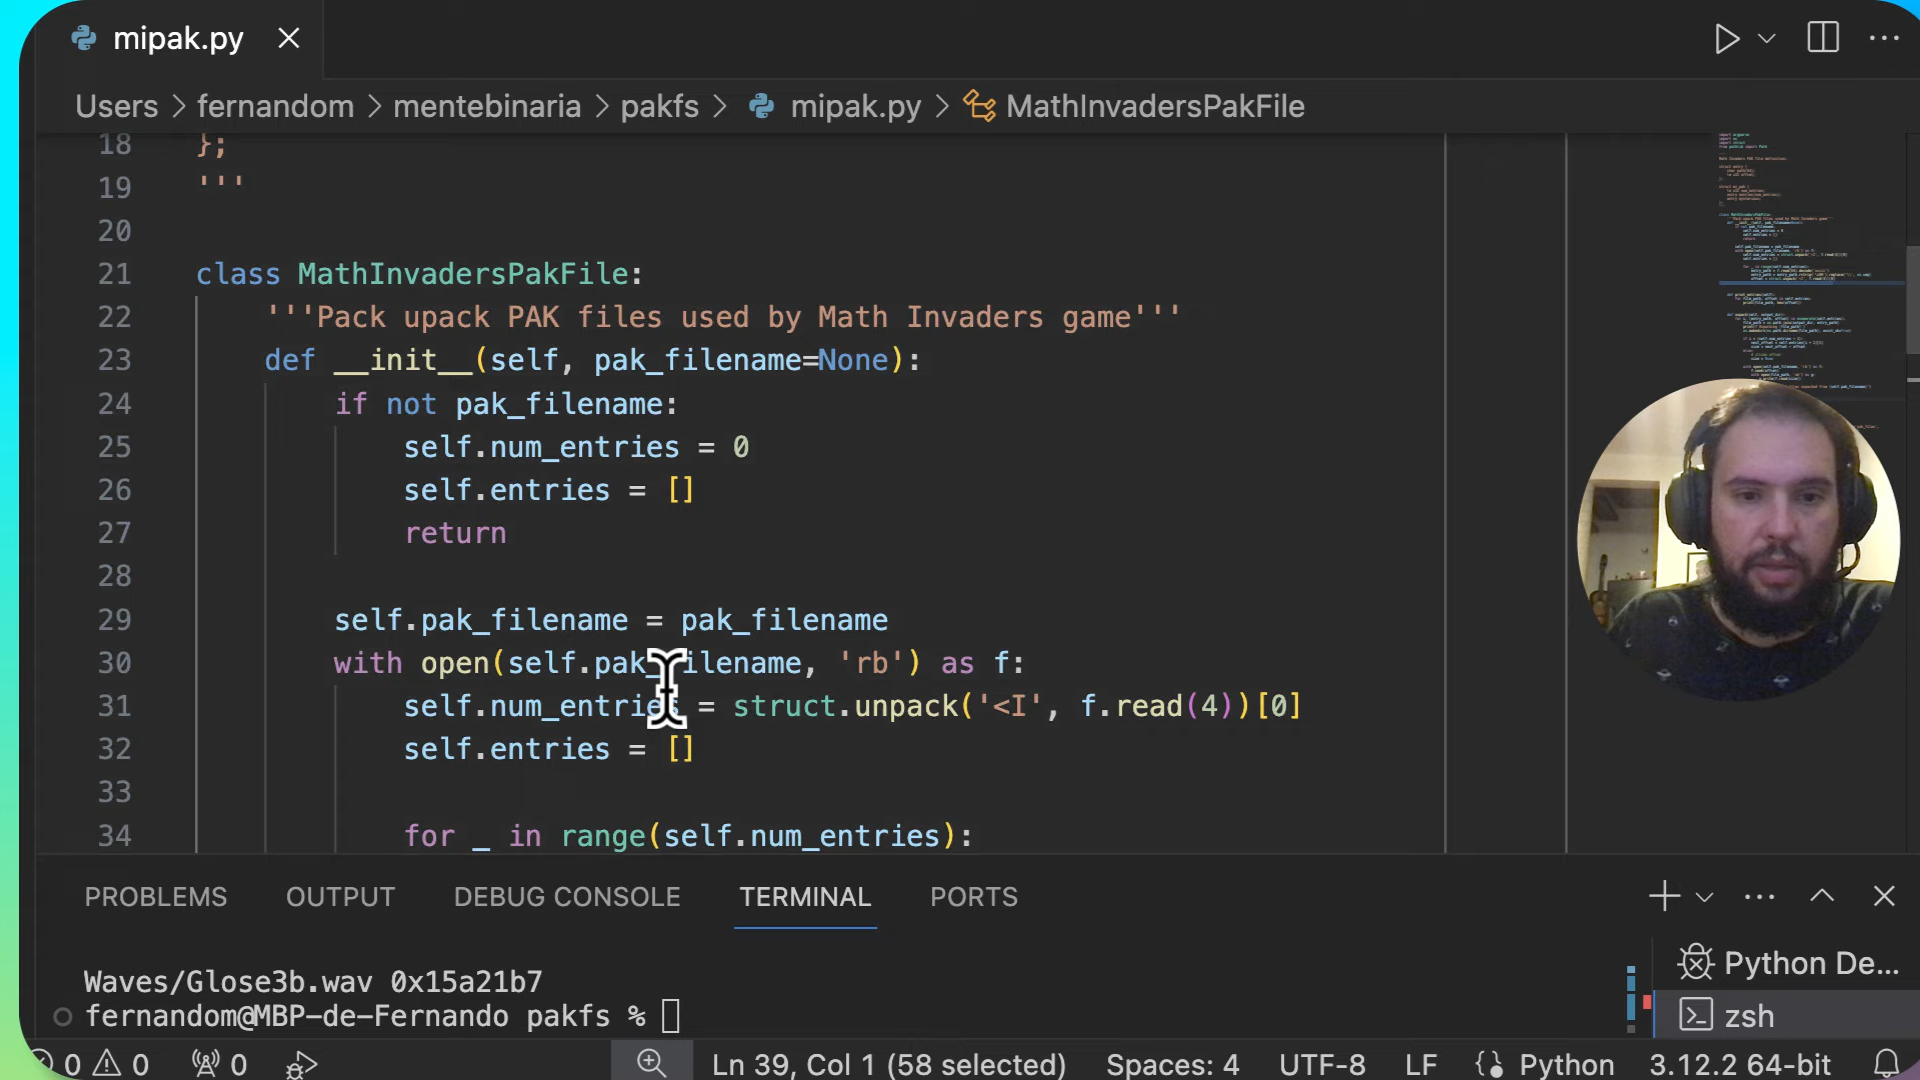 mipak.py
Users > fernandom > mentebinaria > pakfs > mipak.py > MathInvadersPakFile
18 };
19 '''
20
21 class MathInvadersPakFile:
22 '''Pack upack PAK files used by Math Invaders game'''
23 def __init__(self, pak_filename=None):
24 if not pak_filename:
25 self.num_entries = 0
26 self.entries = []
27 return
28
29 self.pak_filename = pak_filename
30 with open(self.pak_filename, 'rb') as f:
31 self.num_entries = struct.unpack('<I', f.read(4))[0]
32 self.entries = []
33
34 for _ in range(self.num_entries):
PROBLEMS OUTPUT DEBUG CONSOLE TERMINAL PORTS
Waves/Glose3b.wav 0x15a21b7
fernandom@MBP-de-Fernando pakfs %
Python De...
zsh
0 0 0 Ln 39, Col 1 (58 selected) Spaces: 4 UTF-8 LF Python 3.12.2 64-bit